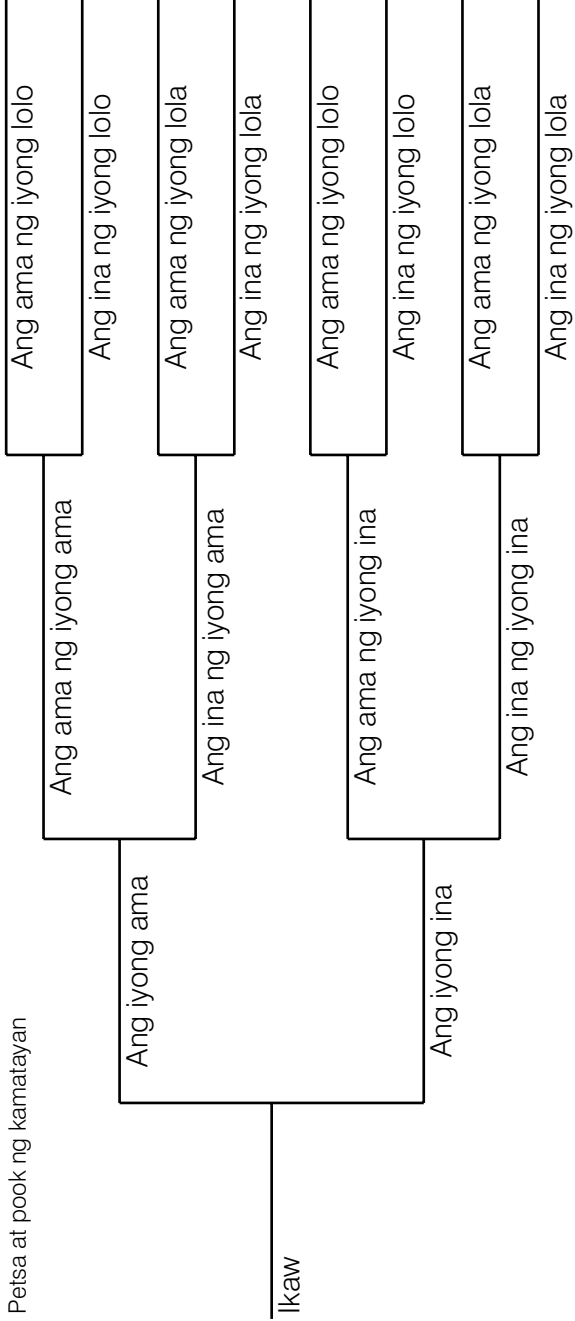 Petsa at pook ng kamatayan
Ikaw
Ang iyong ama
Ang iyong ina
Ang ama ng iyong ama
Ang ina ng iyong ama
Ang ama ng iyong ina
Ang ina ng iyong ina
Ang ama ng iyong lolo
Ang ina ng iyong lolo
Ang ama ng iyong lola
Ang ina ng iyong lola
Ang ama ng iyong lolo
Ang ina ng iyong lolo
Ang ama ng iyong lola
Ang ina ng iyong lola